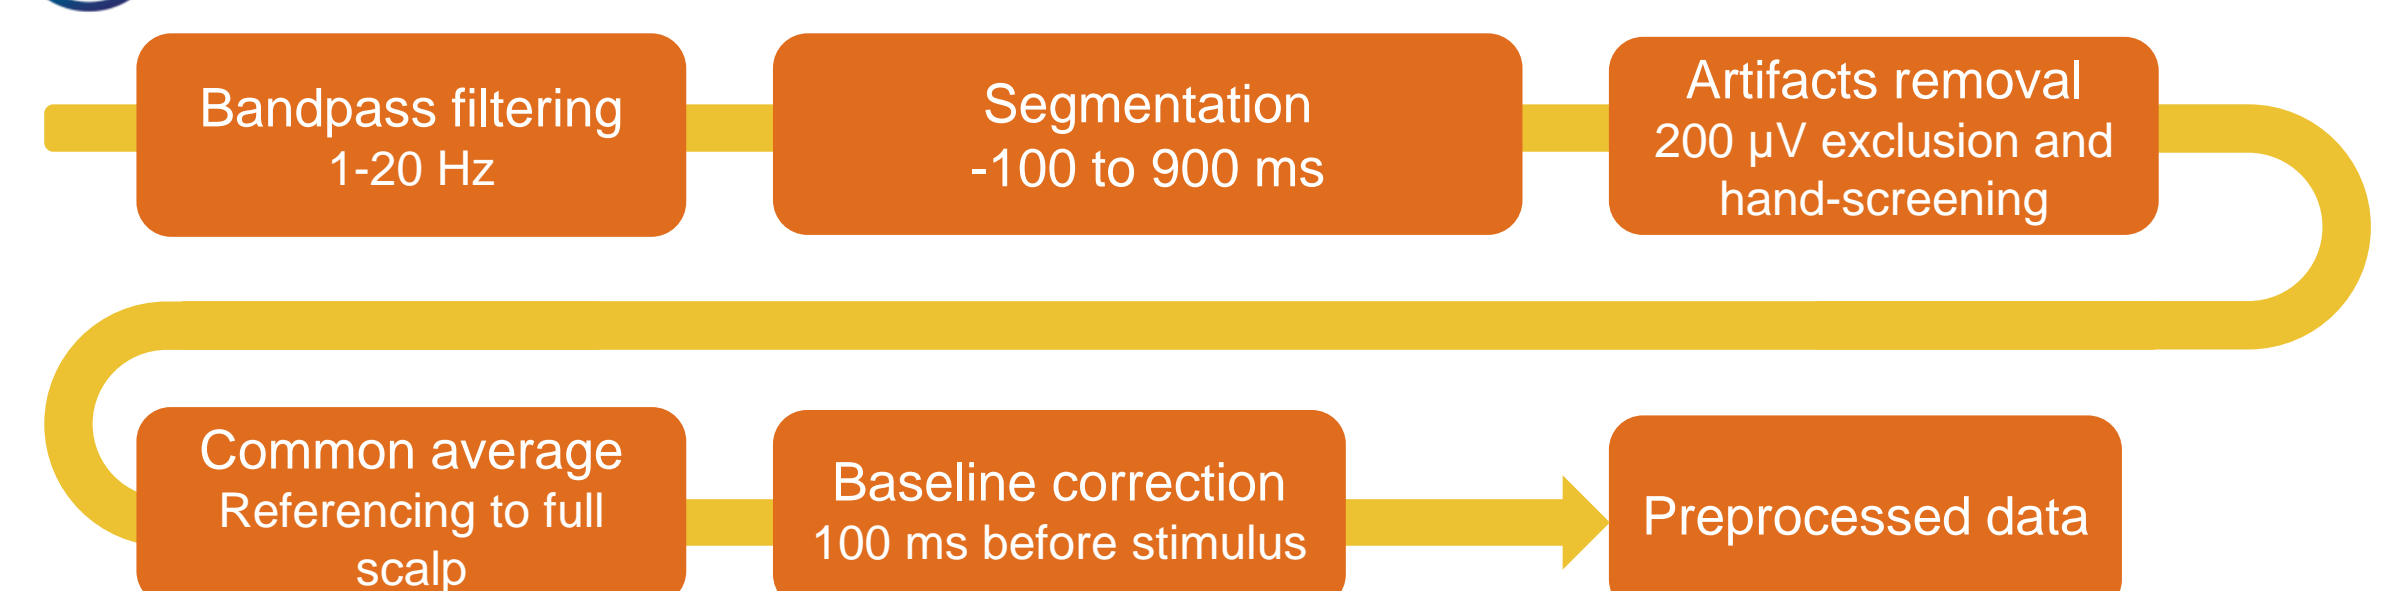 Bandpass filtering
1-20 Hz
Segmentation
-100 to 900 ms
Artifacts removal
200 µV exclusion and
hand-screening
Common average
Referencing to full
scalp
Baseline correction
100 ms before stimulus
Preprocessed data